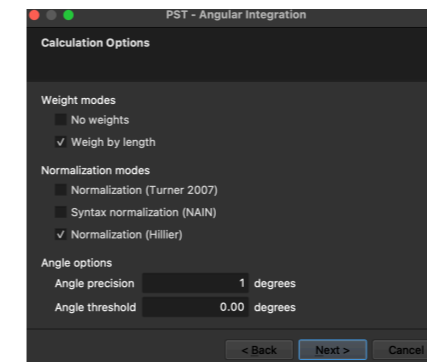 PST - Angular Integration
Calculation Options
Weight modes
No weights
Weigh by length
Normalization modes
Normalization (Turner 2007)
Syntax normalization (NAIN)
Normalization (Hillier)
Angle options
Angle precision 1 degrees
Angle threshold 0.00 degrees
< Back Next > Cancel